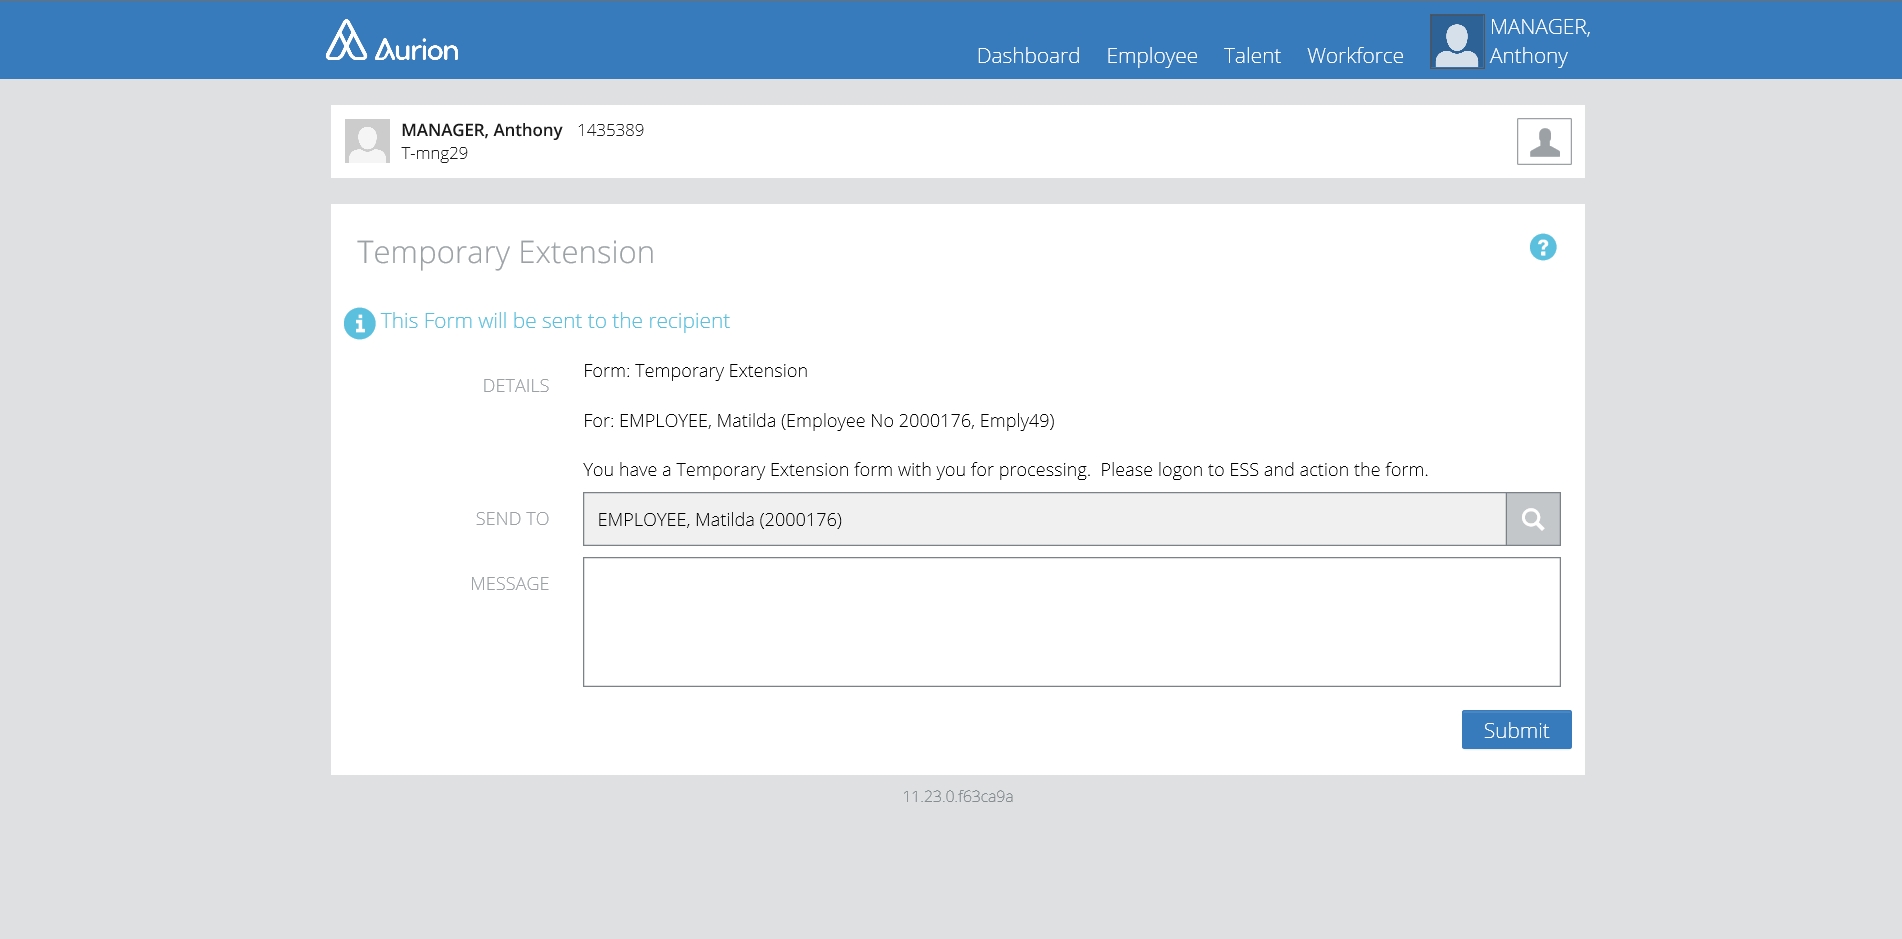 Aurion
Dashboard Employee Talent Workforce
MANAGER,
Anthony
MANAGER, Anthony 1435389
T-mng29
Temporary Extension
?
i This Form will be sent to the recipient
DETAILS
Form: Temporary Extension
For: EMPLOYEE, Matilda (Employee No 2000176, Emply49)
You have a Temporary Extension form with you for processing. Please logon to ESS and action the form.
SEND TO
EMPLOYEE, Matilda (2000176)
MESSAGE
Submit
11.23.0.f63ca9a